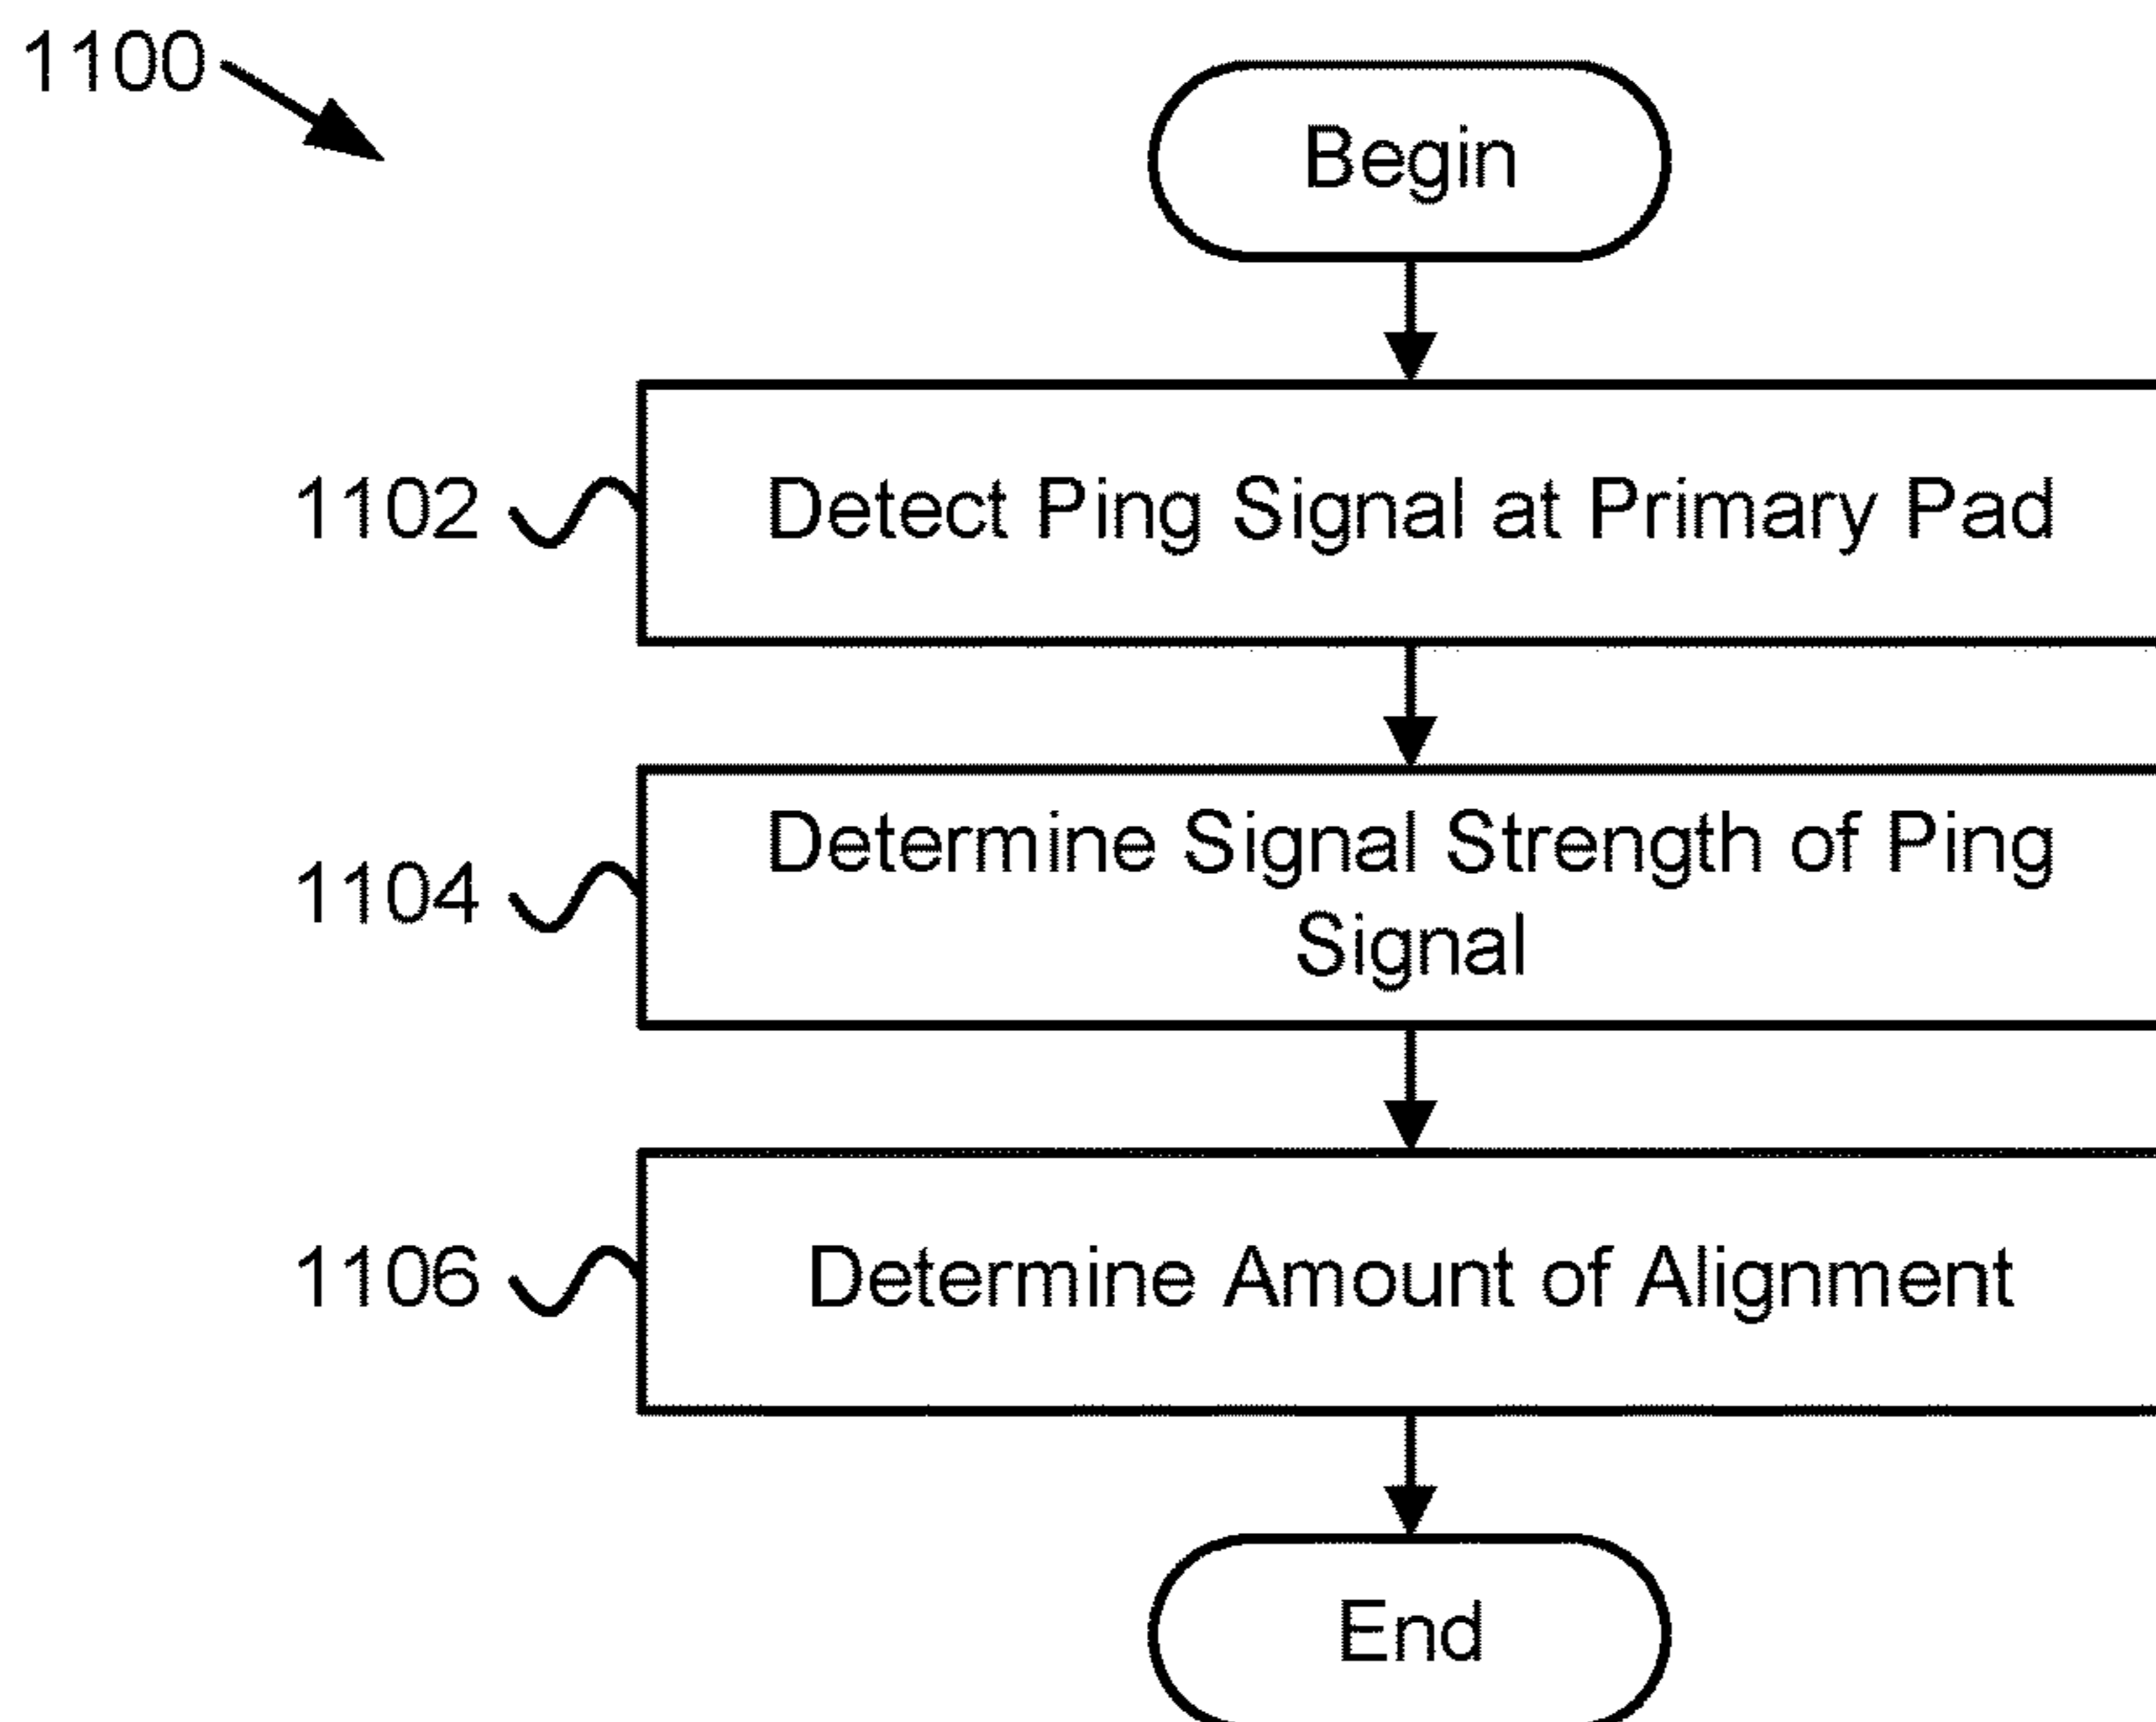 1100
Begin
1102
Detect Ping Signal at Primary Pad
1104
Determine Signal Strength of Ping
Signal
1106
Determine Amount of Alignment
End